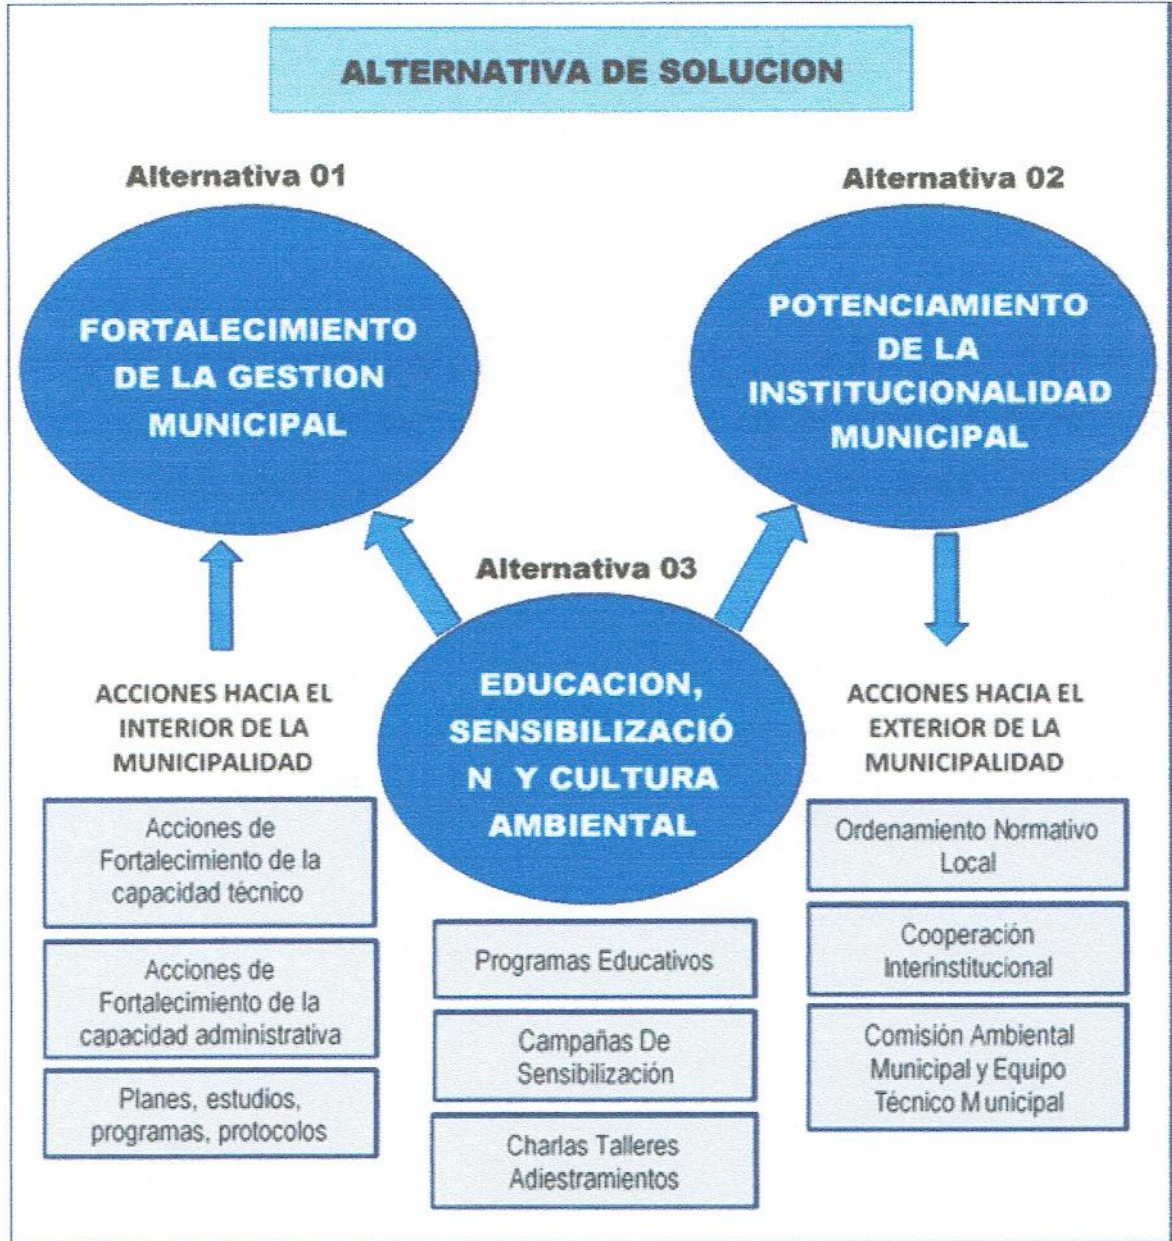 ALTERNATIVA DE SOLUCION
Alternativa 01
FORTALECIMIENTO
DE LA GESTION
MUNICIPAL
Alternativa 02
POTENCIAMIENTO
DE LA
INSTITUCIONALIDAD
MUNICIPAL
Alternativa 03
EDUCACION,
SENSIBILIZACIÓ
N Y CULTURA
AMBIENTAL
ACCIONES HACIA EL
INTERIOR DE LA
MUNICIPALIDAD
Acciones de
Fortalecimiento de la
capacidad técnico
Acciones de
Fortalecimiento de la
capacidad administrativa
Planes, estudios,
programas, protocolos
Programas Educativos
Campañas De
Sensibilización
Charlas Talleres
Adiestramientos
ACCIONES HACIA EL
EXTERIOR DE LA
MUNICIPALIDAD
Ordenamiento Normativo
Local
Cooperación
Interinstitucional
Comisión Ambiental
Municipal y Equipo
Técnico Municipal